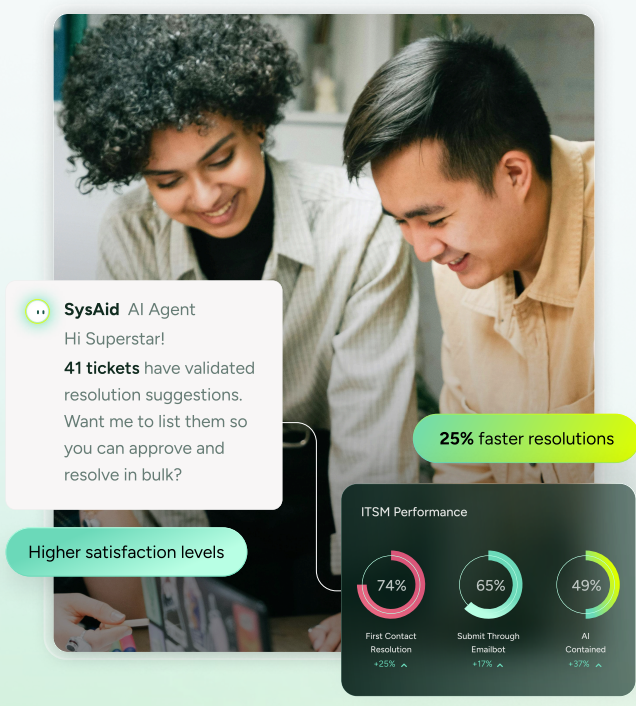 SysAid AI Agent
Hi Superstar!
41 tickets have validated
resolution suggestions.
Want me to list them so
you can approve and
resolve in bulk?
25% faster resolutions
Higher satisfaction levels
ITSM Performance
74%
First Contact
Resolution
+25%
65%
Submit Through
Emailbot
+17%
49%
AI
Contained
+37%